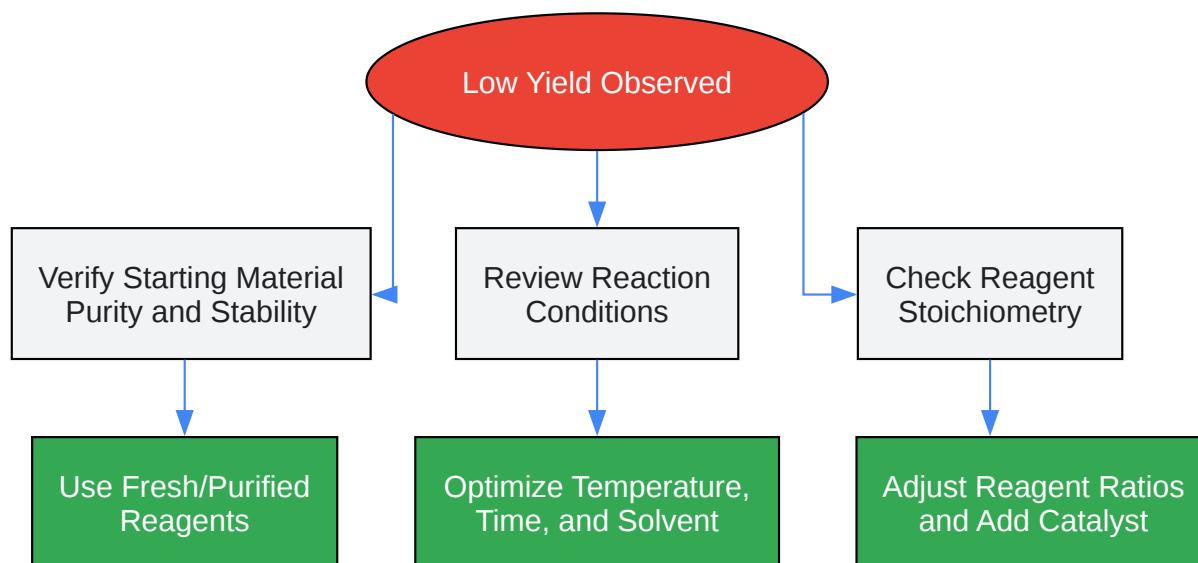 Low Yield Observed
Verify Starting Material
Purity and Stability
Review Reaction
Conditions
Check Reagent
Stoichiometry
Use Fresh/Purified
Reagents
Optimize Temperature,
Time, and Solvent
Adjust Reagent Ratios
and Add Catalyst